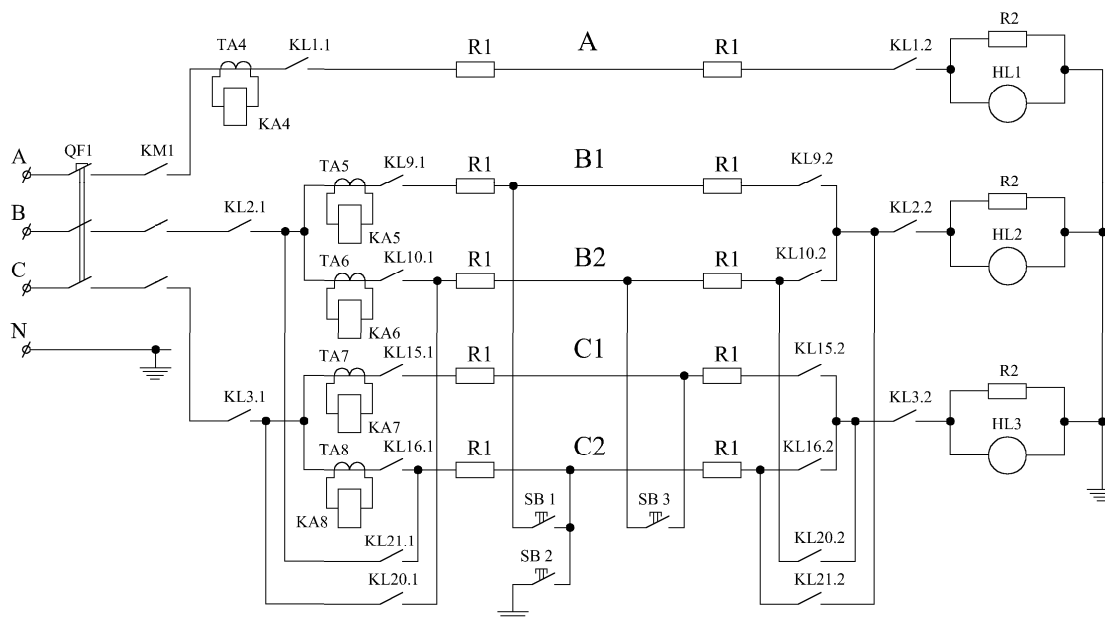 R2
TA4 KL1.1 R1 A R1 KL1.2
HL1
KA4
A QF1 KM1
TA5 KL9.1 R1 B1 R1 KL9.2
R2
B KL2.1 KL2.2
KA5 HL2
TA6 KL10.1 R1 B2 R1 KL10.2
C
KA6
N
TA7 KL15.1 R1 C1 R1 KL15.2
R2
KL3.1 KL3.2
KA7 HL3
TA8 KL16.1 R1 C2 R1 KL16.2
SB 1 SB 3
KA8
KL21.1 KL20.2
SB 2
KL20.1 KL21.2